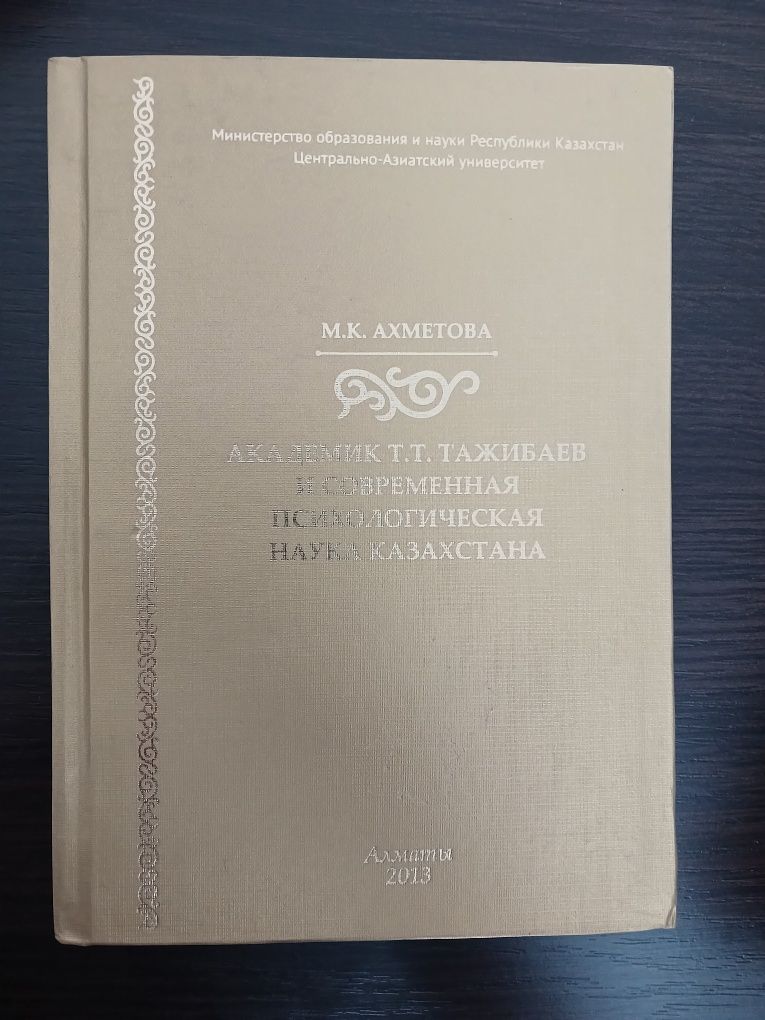 Министерство образования и науки Республики Казахстан
Центрально-Азиатский университет
М.К. АХМЕТОВА
АКАДЕМИК Т.Т. ТАЖИБАЕВ
И СОВРЕМЕННАЯ
ПСИХОЛОГИЧЕСКАЯ
НАУКА КАЗАХСТАНА
Алматы
2013